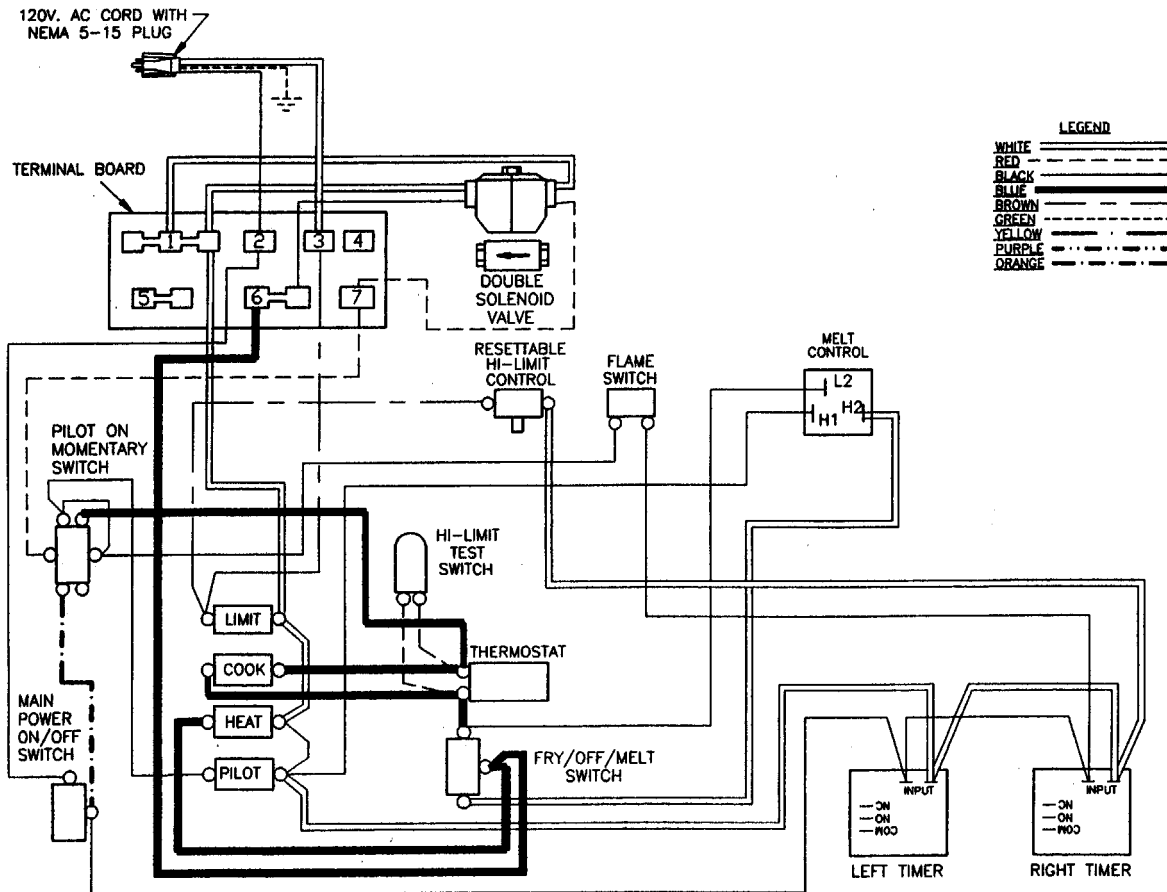 120V. AC CORD WITH
NEMA 5-15 PLUG
TERMINAL BOARD
1
2
3
4
5
6
7
DOUBLE
SOLENOID
VALVE
LEGEND
WHITE
RED
BLACK
BLUE
BROWN
GREEN
YELLOW
PURPLE
ORANGE
RESETTABLE
HI-LIMIT
CONTROL
FLAME
SWITCH
MELT
CONTROL
L2
H1
H2
PILOT ON
MOMENTARY
SWITCH
HI-LIMIT
TEST
SWITCH
LIMIT
COOK
HEAT
PILOT
THERMOSTAT
MAIN
POWER
ON/OFF
SWITCH
FRY/OFF/MELT
SWITCH
INPUT
NC
NO
COM
LEFT TIMER
INPUT
NC
NO
COM
RIGHT TIMER